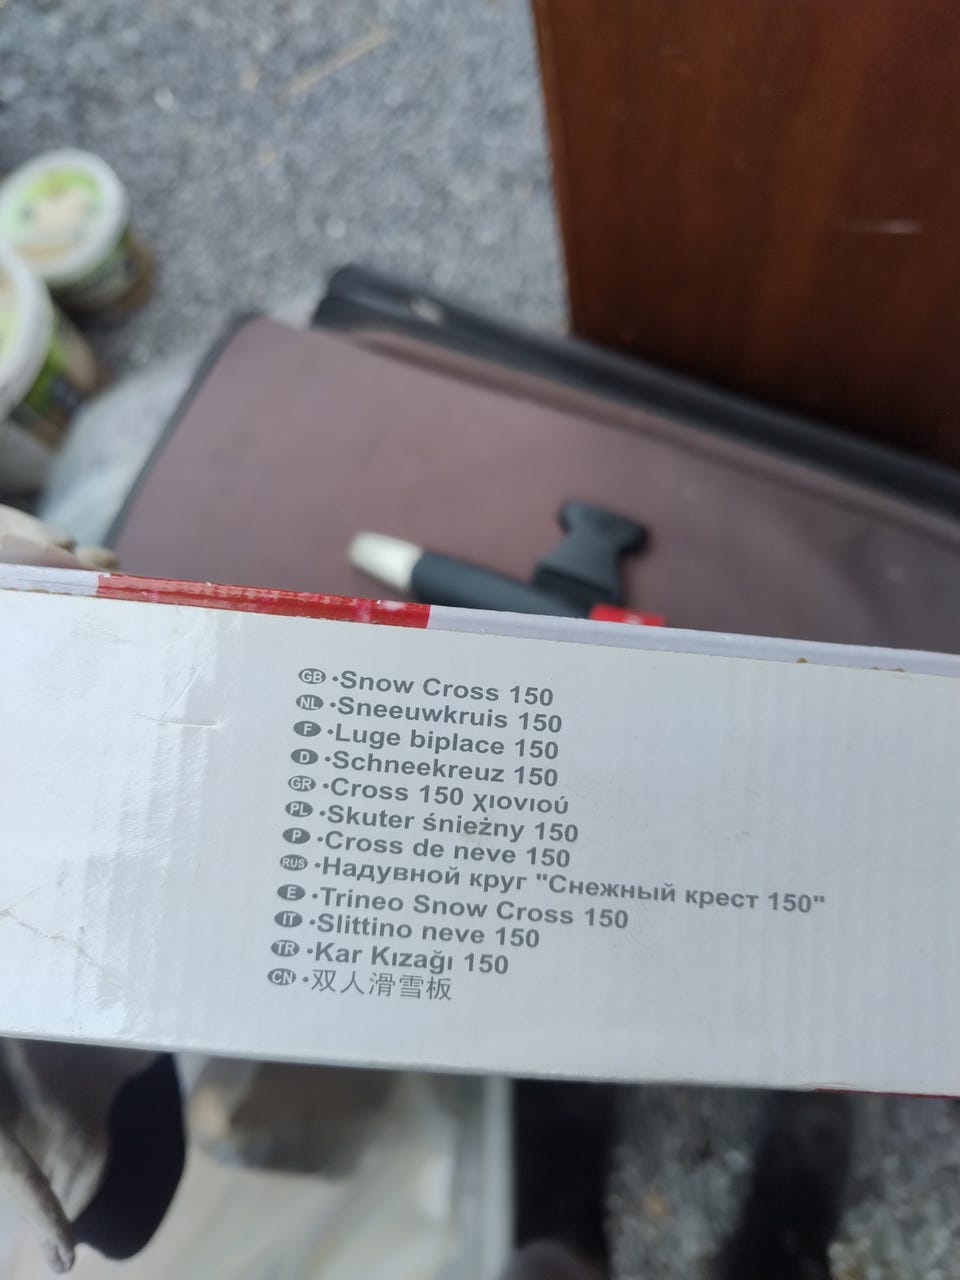 GB •Snow Cross 150
NL •Sneeuwkruis 150
F •Luge biplace 150
D •Schneekreuz 150
GR •Cross 150 χιονιού
PL •Skuter śnieżny 150
P •Cross de neve 150
RUS •Надувной круг "Снежный крест 150"
E •Trineo Snow Cross 150
IT •Slittino neve 150
TR •Kar Kızağı 150
CN •双人滑雪板